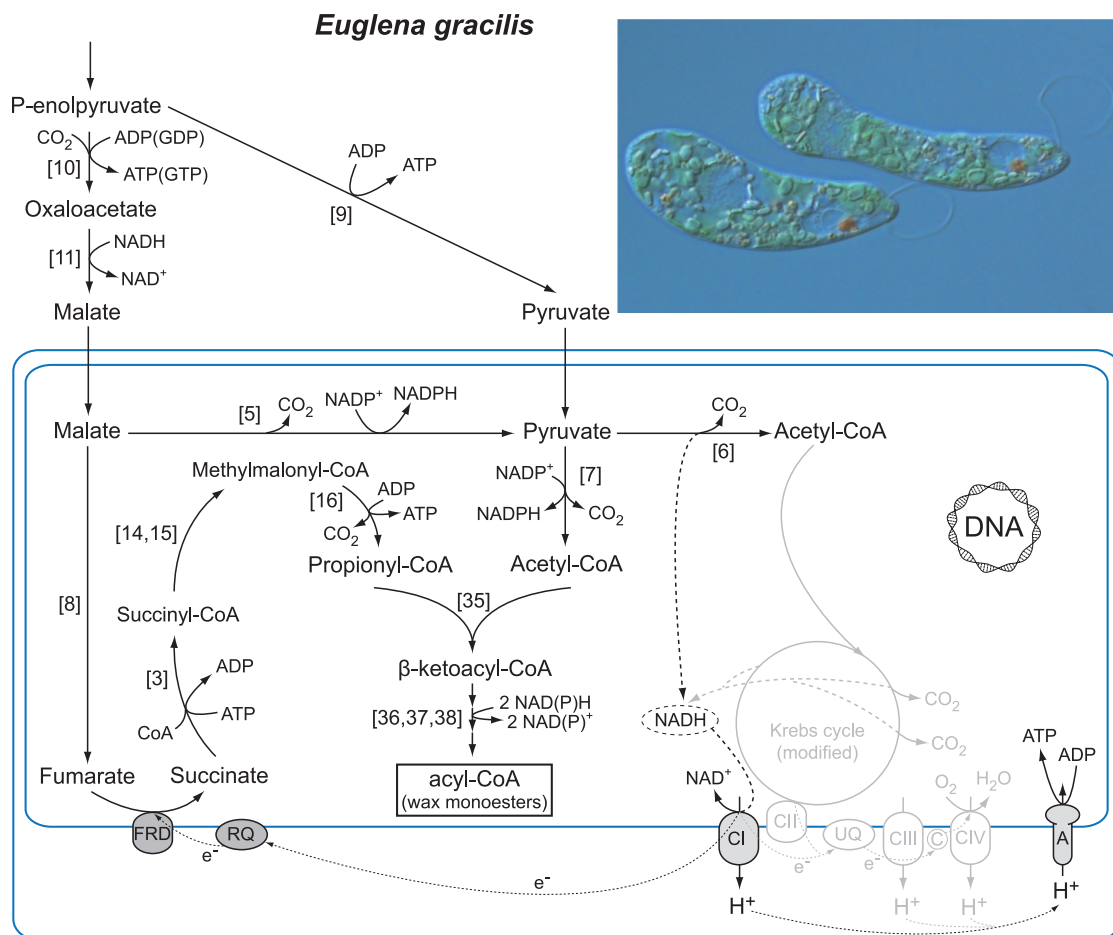 Euglena gracilis
P-enolpyruvate
CO2
ADP(GDP)
[10]
ATP(GTP)
ADP
ATP
[9]
Oxaloacetate
[11]
NADH
NAD+
Malate
Pyruvate
Malate
[5]
CO2
NADP+
NADPH
Pyruvate
CO2
[6]
Acetyl-CoA
Methylmalonyl-CoA
[16]
ADP
ATP
CO2
NADP+
[7]
NADPH
CO2
DNA
[14,15]
Propionyl-CoA
Acetyl-CoA
[8]
Succinyl-CoA
[35]
[3]
ADP
ATP
CoA
β-ketoacyl-CoA
[36,37,38]
2 NAD(P)H
2 NAD(P)+
NADH
Krebs cycle
(modified)
CO2
CO2
Fumarate
Succinate
acyl-CoA
(wax monoesters)
NAD+
O2
H2O
ATP
ADP
FRD
RQ
e-
CI
CII
UQ
CIII
C
CIV
A
e-
e-
e-
H+
H+
H+
H+